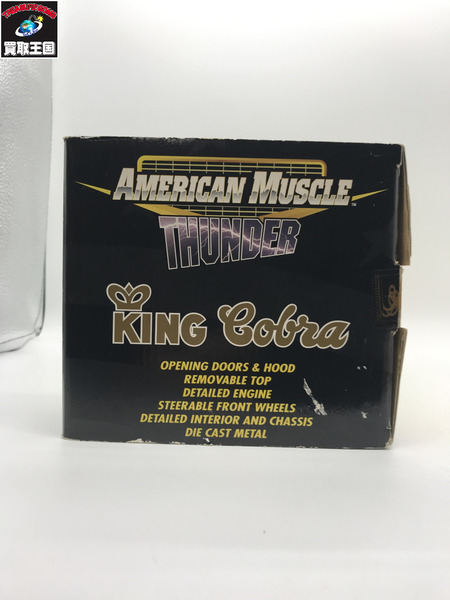 買取王国
AMERICAN MUSCLE™
THUNDER
KING Cobra
OPENING DOORS & HOOD
REMOVABLE TOP
DETAILED ENGINE
STEERABLE FRONT WHEELS
DETAILED INTERIOR AND CHASSIS
DIE CAST METAL